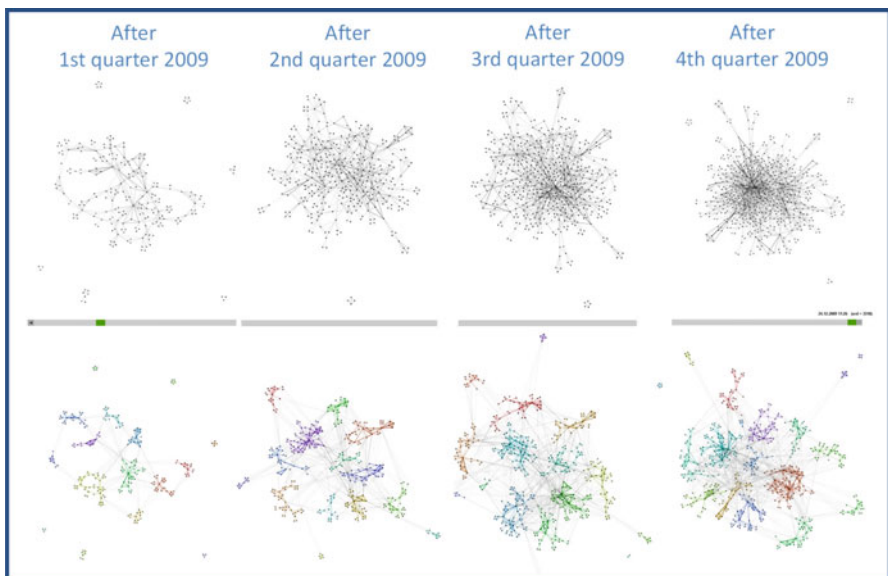 After
1st quarter 2009
After
2nd quarter 2009
After
3rd quarter 2009
After
4th quarter 2009